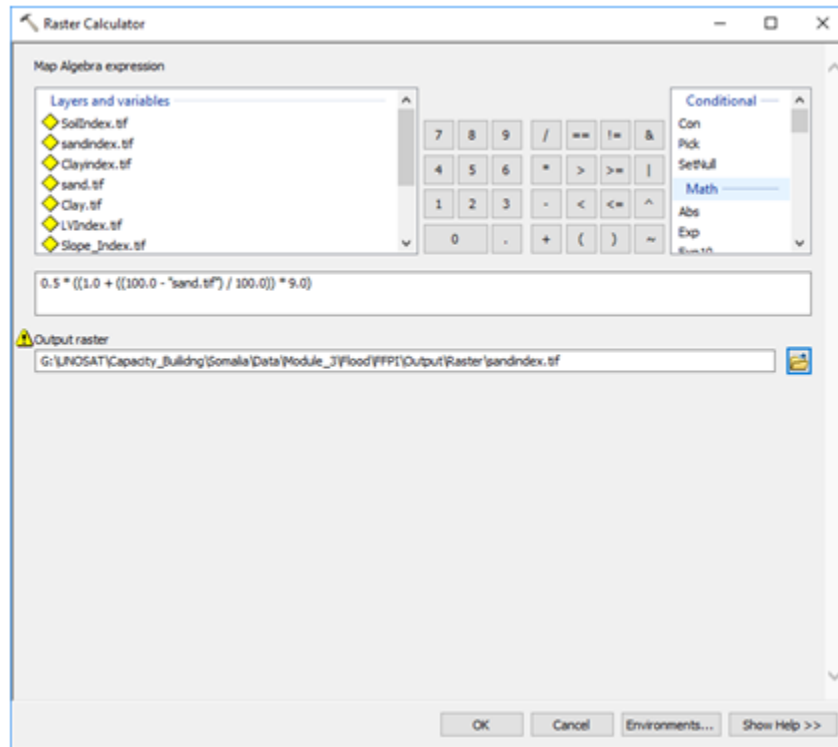 Raster Calculator
Map Algebra expression
Layers and variables
SoilIndex.tif
sandindex.tif
Clayindex.tif
sand.tif
Clay.tif
LVIndex.tif
Slope_Index.tif
7 8 9 / == != &
4 5 6 * > >= |
1 2 3 - < <= ^
0 . + ( ) ~
Conditional
Con
Pick
SetNull
Math
Abs
Exp
Exp10
0.5 * ((1.0 + ((100.0 - "sand.tif") / 100.0)) * 9.0)
Output raster
G:\UNOSAT\Capacity_Builidng\Somalia\Data\Module_3\Flood\FFPI\Output\Raster\sandindex.tif
OK Cancel Environments... Show Help >>